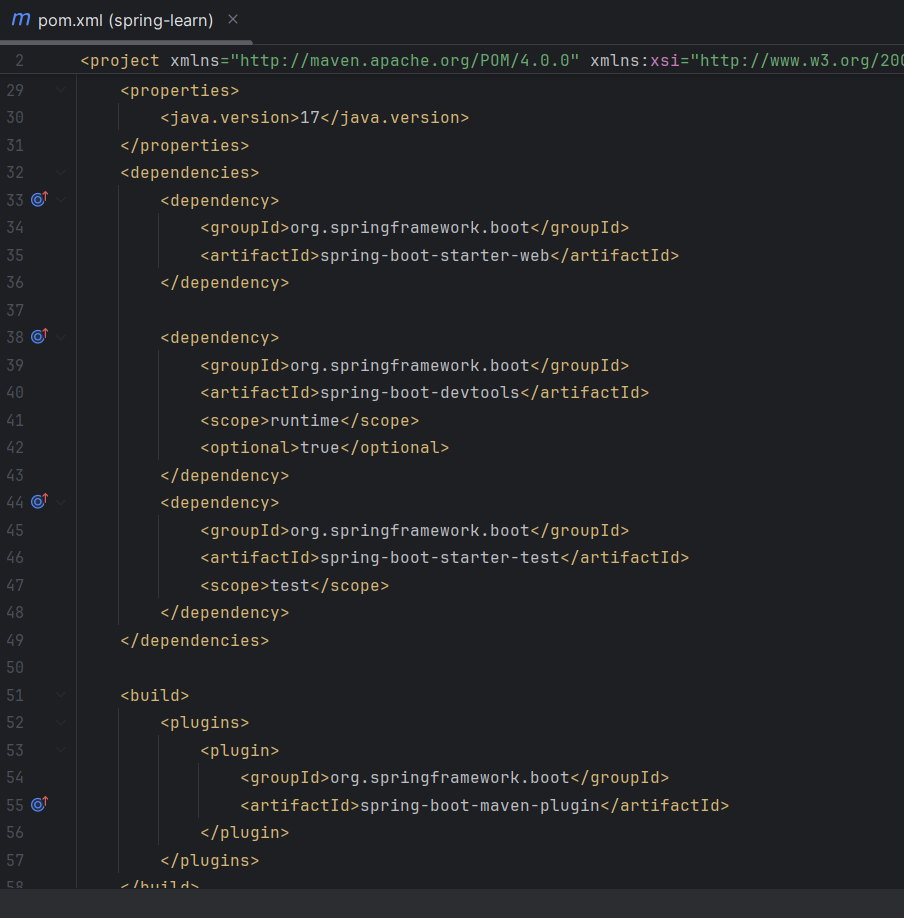 m pom.xml (spring-learn) ×
2 <project xmlns="http://maven.apache.org/POM/4.0.0" xmlns:xsi="http://www.w3.org/200
29 <properties>
30 <java.version>17</java.version>
31 </properties>
32 <dependencies>
33 <dependency>
34 <groupId>org.springframework.boot</groupId>
35 <artifactId>spring-boot-starter-web</artifactId>
36 </dependency>
37
38 <dependency>
39 <groupId>org.springframework.boot</groupId>
40 <artifactId>spring-boot-devtools</artifactId>
41 <scope>runtime</scope>
42 <optional>true</optional>
43 </dependency>
44 <dependency>
45 <groupId>org.springframework.boot</groupId>
46 <artifactId>spring-boot-starter-test</artifactId>
47 <scope>test</scope>
48 </dependency>
49 </dependencies>
50
51 <build>
52 <plugins>
53 <plugin>
54 <groupId>org.springframework.boot</groupId>
55 <artifactId>spring-boot-maven-plugin</artifactId>
56 </plugin>
57 </plugins>
58 </build>